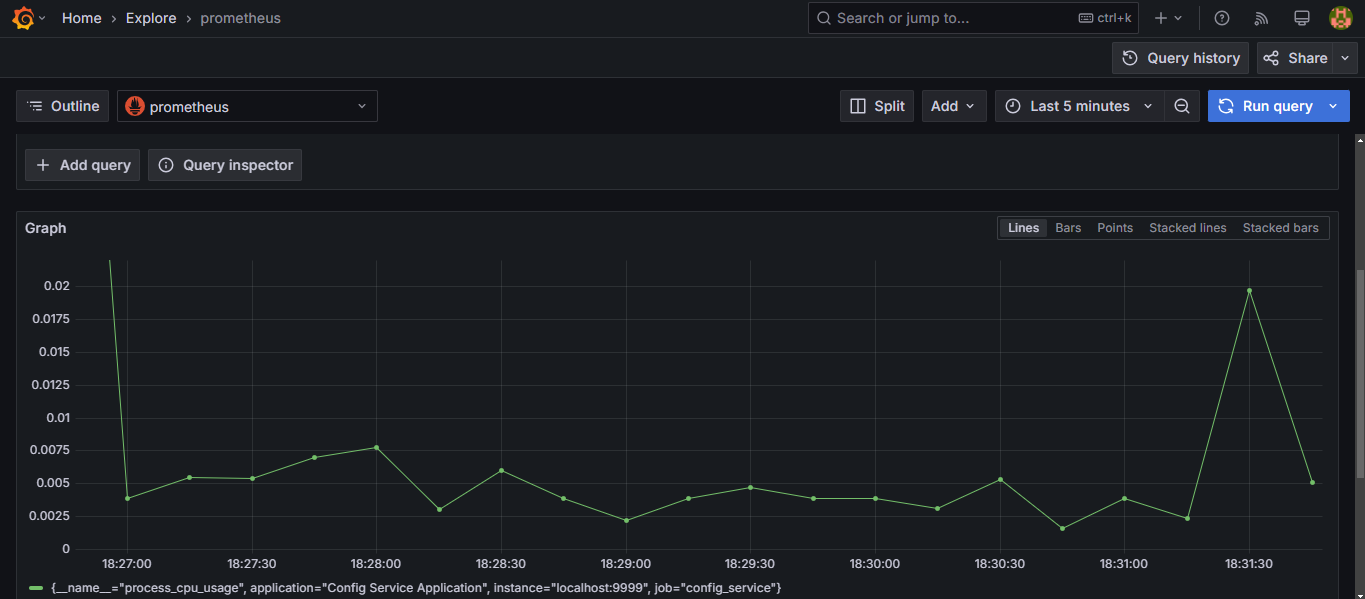 Home › Explore › prometheus
Search or jump to... ctrl+k
Query history Share
Outline prometheus Split Add Last 5 minutes Run query
+ Add query Query inspector
Graph Lines Bars Points Stacked lines Stacked bars
0.02
0.0175
0.015
0.0125
0.01
0.0075
0.005
0.0025
0
18:27:00 18:27:30 18:28:00 18:28:30 18:29:00 18:29:30 18:30:00 18:30:30 18:31:00 18:31:30
{__name__="process_cpu_usage", application="Config Service Application", instance="localhost:9999", job="config_service"}